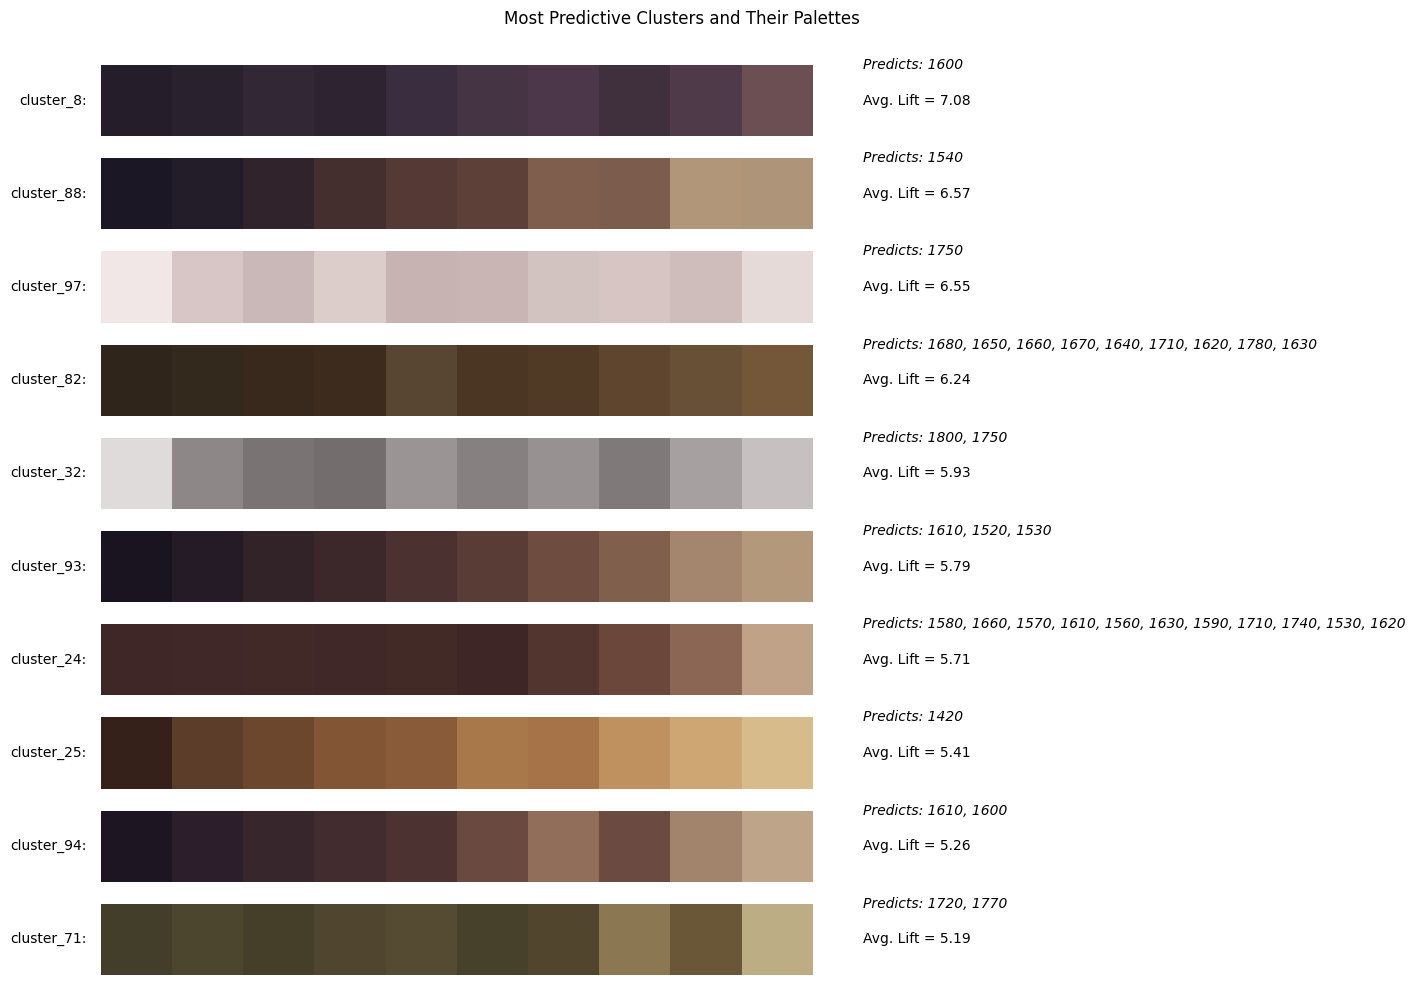 Most Predictive Clusters and Their Palettes
Predicts: 1600
cluster_8:
Avg. Lift = 7.08
Predicts: 1540
cluster_88:
Avg. Lift = 6.57
Predicts: 1750
cluster_97:
Avg. Lift = 6.55
Predicts: 1680, 1650, 1660, 1670, 1640, 1710, 1620, 1780, 1630
cluster_82:
Avg. Lift = 6.24
Predicts: 1800, 1750
cluster_32:
Avg. Lift = 5.93
Predicts: 1610, 1520, 1530
cluster_93:
Avg. Lift = 5.79
Predicts: 1580, 1660, 1570, 1610, 1560, 1630, 1590, 1710, 1740, 1530, 1620
cluster_24:
Avg. Lift = 5.71
Predicts: 1420
cluster_25:
Avg. Lift = 5.41
Predicts: 1610, 1600
cluster_94:
Avg. Lift = 5.26
Predicts: 1720, 1770
cluster_71:
Avg. Lift = 5.19